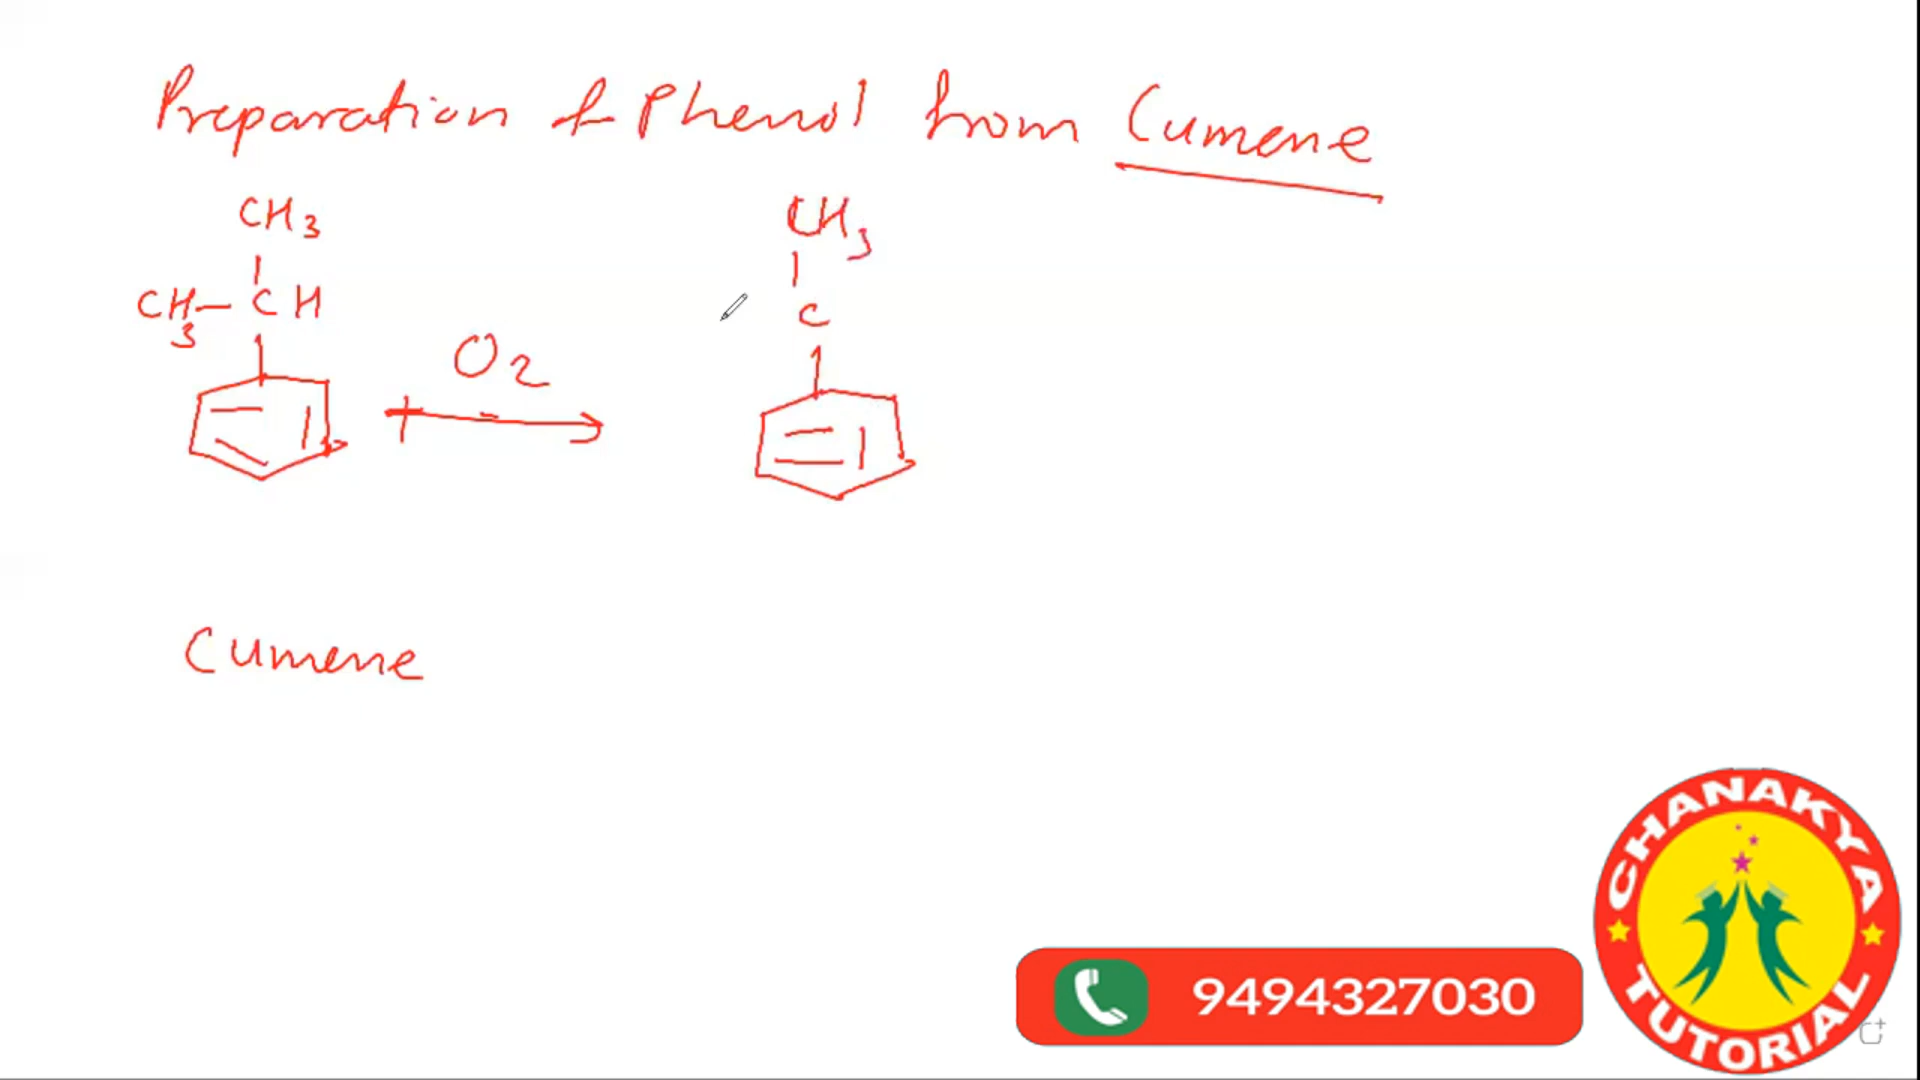 Preparation of Phenol from Cumene
CH3
CH3
CH3- CH
C
O2
+
Cumene
9494327030
CHANAKYA
TUTORIAL